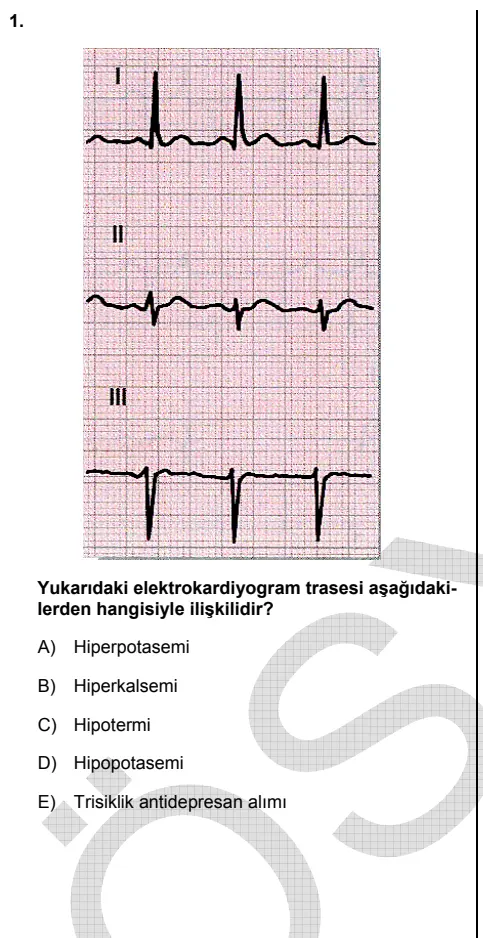 1.
I
II
III
Yukarıdaki elektrokardiyogram trasesi aşağıdaki-
lerden hangisiyle ilişkilidir?
A) Hiperpotasemi
B) Hiperkalsemi
C) Hipotermi
D) Hipopotasemi
E) Trisiklik antidepresan alımı